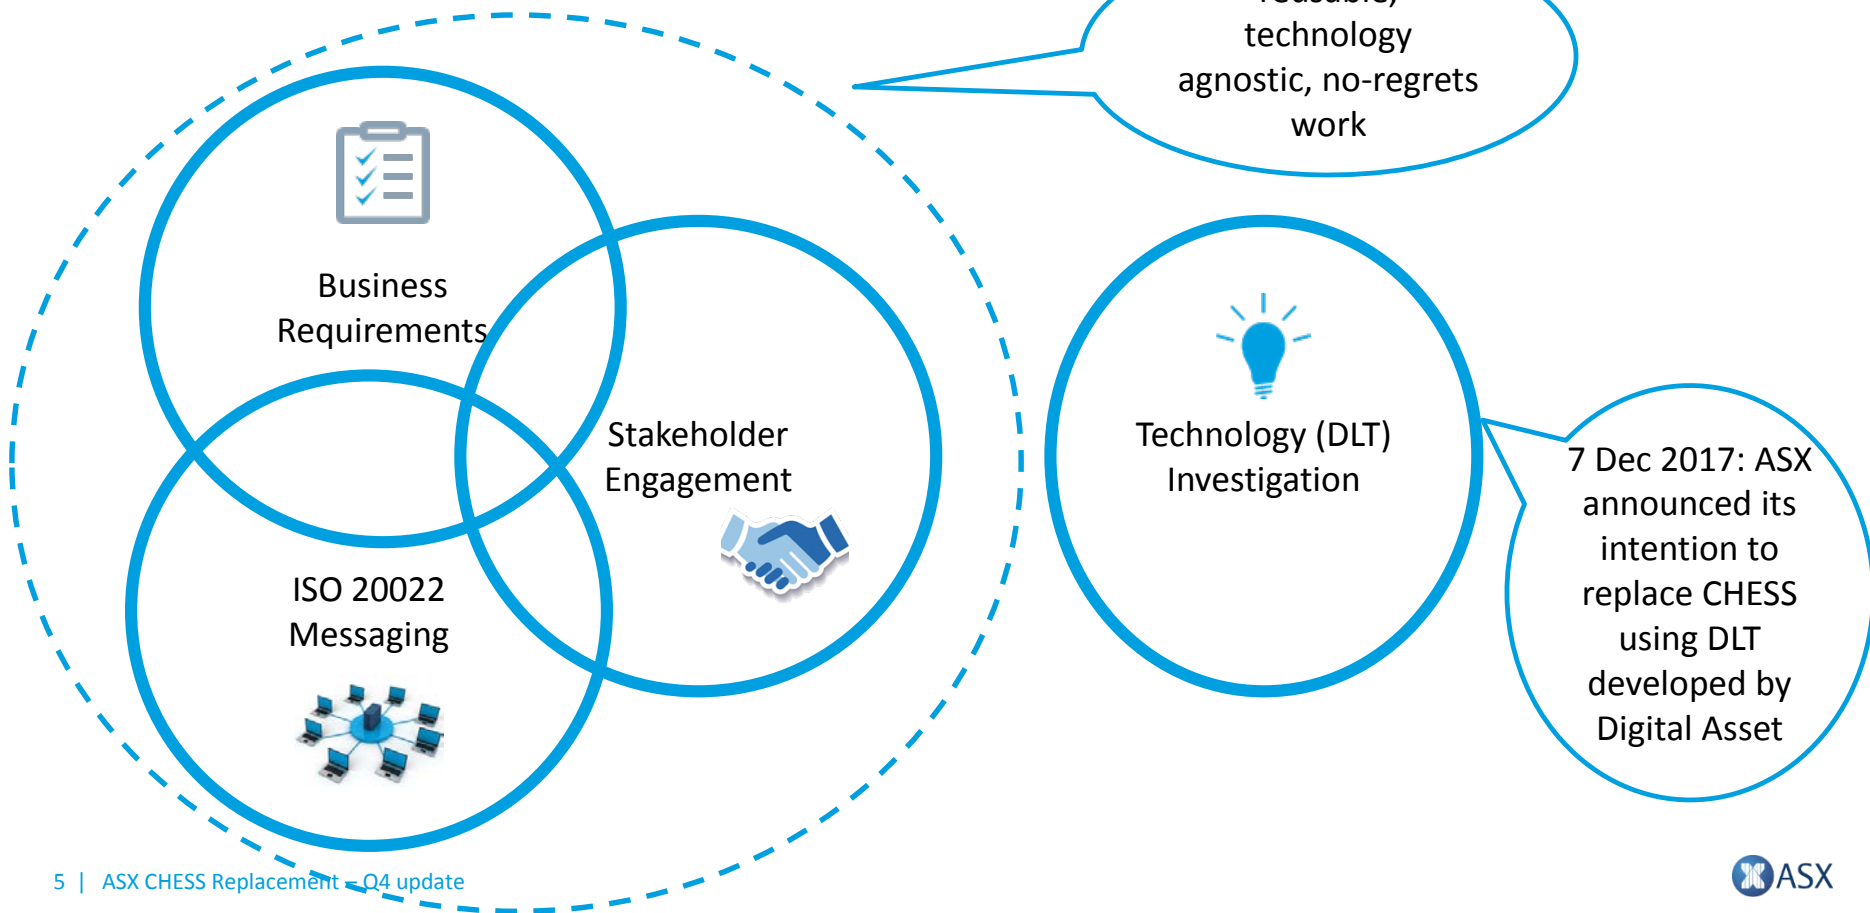 technology
agnostic, no-regrets
work
Business
Requirements
Stakeholder
Engagement
ISO 20022
Messaging
Technology (DLT)
Investigation
7 Dec 2017: ASX
announced its
intention to
replace CHESS
using DLT
developed by
Digital Asset
5 | ASX CHESS Replacement – Q4 update
ASX